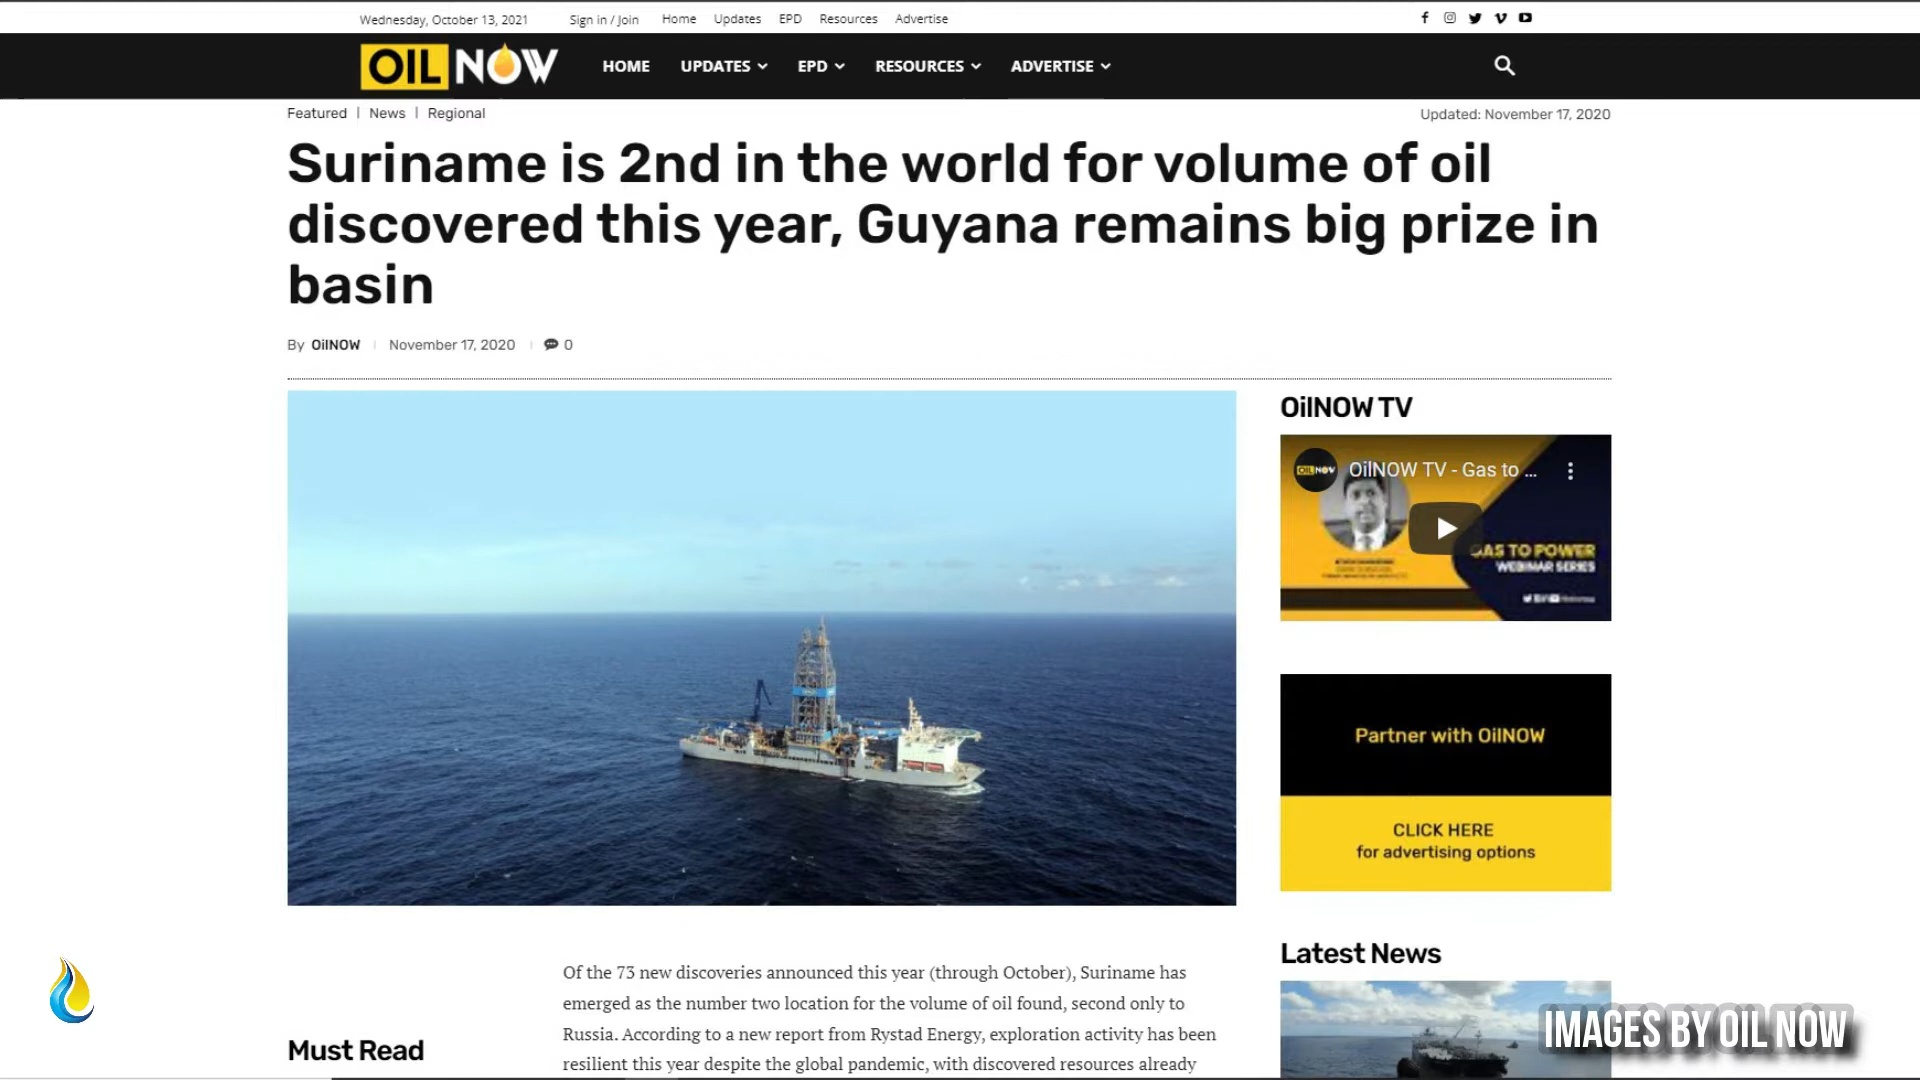 Wednesday, October 13, 2021 Sign in / Join Home Updates EPD Resources Advertise
OIL NOW HOME UPDATES EPD RESOURCES ADVERTISE
Featured | News | Regional
Updated: November 17, 2020
Suriname is 2nd in the world for volume of oil
discovered this year, Guyana remains big prize in
basin
By OilNOW November 17, 2020 0
OilNOW TV
OIL NOW OilNOW TV - Gas to ...
GAS TO POWER
WEBINAR SERIES
Partner with OilNOW
CLICK HERE
for advertising options
Latest News
Of the 73 new discoveries announced this year (through October), Suriname has
emerged as the number two location for the volume of oil found, second only to
Russia. According to a new report from Rystad Energy, exploration activity has been
resilient this year despite the global pandemic, with discovered resources already
Must Read
IMAGES BY OIL NOW